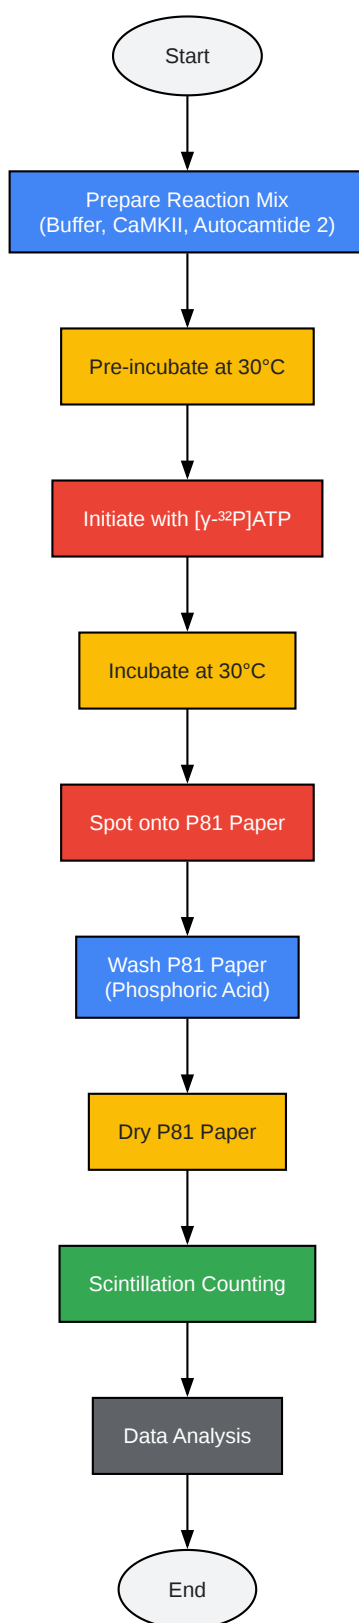 Start
Prepare Reaction Mix
(Buffer, CaMKII, Autocamtide 2)
Pre-incubate at 30°C
Initiate with [γ-³²P]ATP
Incubate at 30°C
Spot onto P81 Paper
Wash P81 Paper
(Phosphoric Acid)
Dry P81 Paper
Scintillation Counting
Data Analysis
End